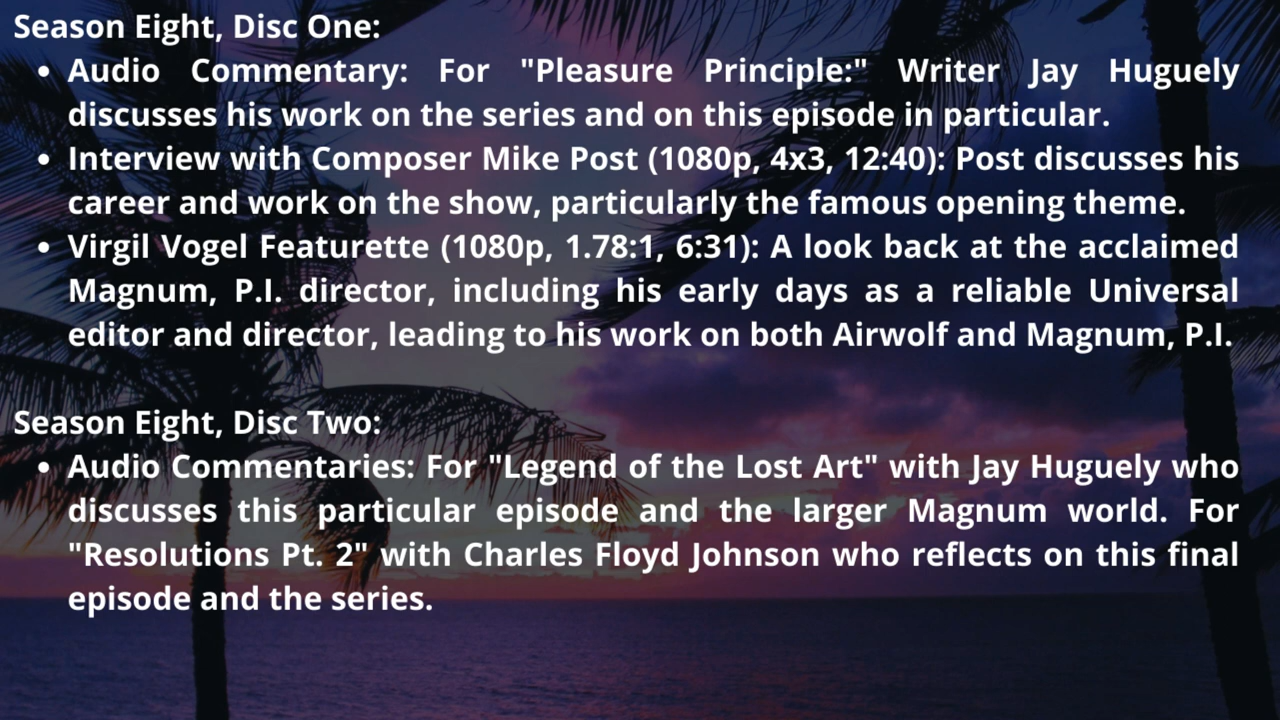 Season Eight, Disc One:
• Audio Commentary: For "Pleasure Principle:" Writer Jay Huguely
discusses his work on the series and on this episode in particular.
• Interview with Composer Mike Post (1080p, 4x3, 12:40): Post discusses his
career and work on the show, particularly the famous opening theme.
• Virgil Vogel Featurette (1080p, 1.78:1, 6:31): A look back at the acclaimed
Magnum, P.I. director, including his early days as a reliable Universal
editor and director, leading to his work on both Airwolf and Magnum, P.I.
Season Eight, Disc Two:
• Audio Commentaries: For "Legend of the Lost Art" with Jay Huguely who
discusses this particular episode and the larger Magnum world. For
"Resolutions Pt. 2" with Charles Floyd Johnson who reflects on this final
episode and the series.